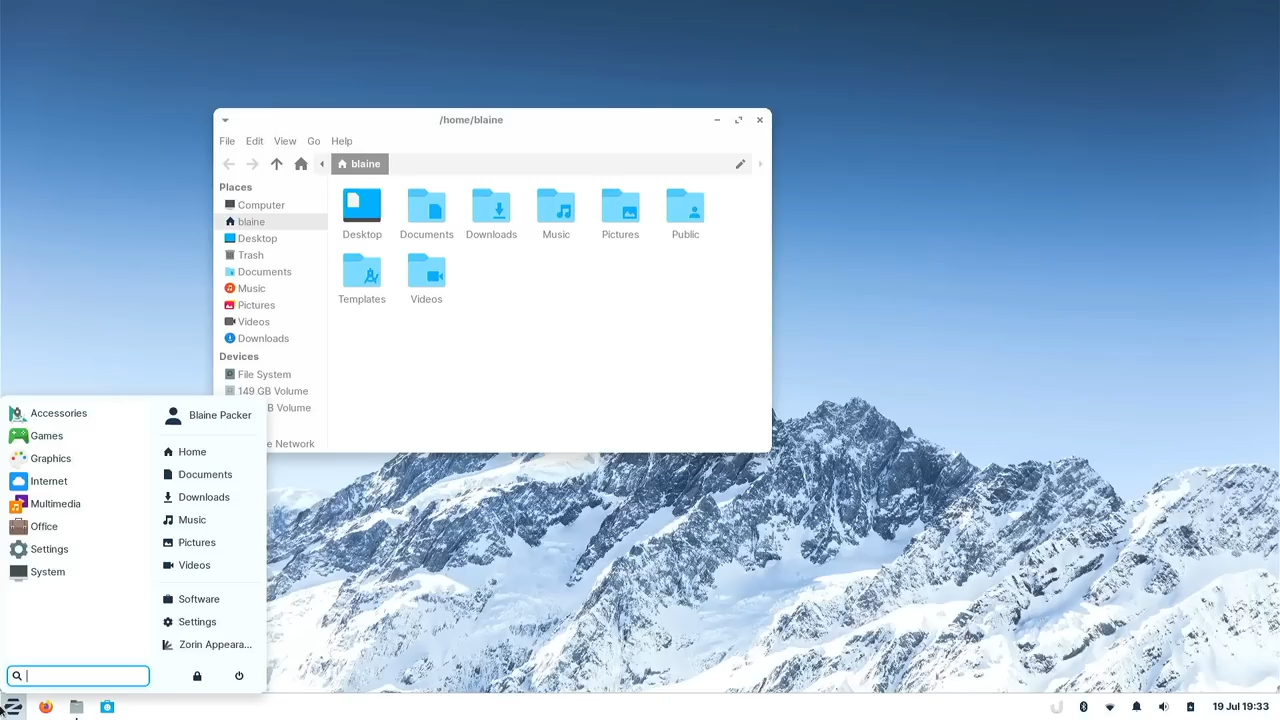 /home/blaine
File Edit View Go Help
blaine
Places
Computer
blaine
Desktop
Trash
Documents
Music
Pictures
Videos
Downloads
Devices
File System
149 GB Volume
B Volume
e Network
Desktop Documents Downloads Music Pictures Public
Templates Videos
Accessories
Games
Graphics
Internet
Multimedia
Office
Settings
System
Blaine Packer
Home
Documents
Downloads
Music
Pictures
Videos
Software
Settings
Zorin Appeara...
19 Jul 19:33